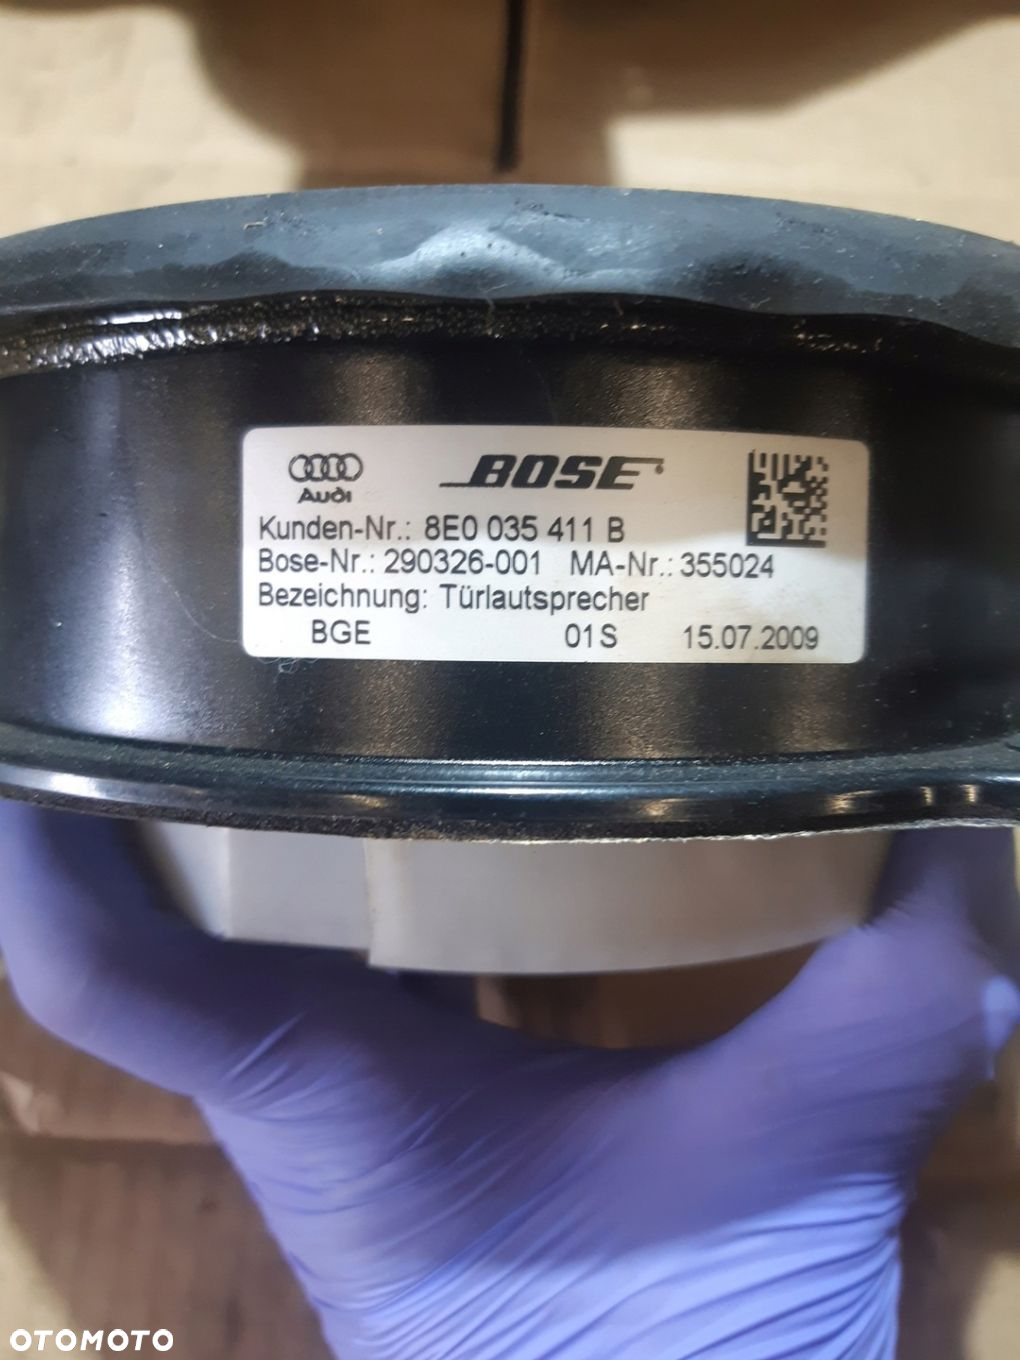 Audi
BOSE
Kunden-Nr.: 8E0 035 411 B
Bose-Nr.: 290326-001 MA-Nr.: 355024
Bezeichnung: Türlautsprecher
BGE 01S 15.07.2009
OTOMOTO